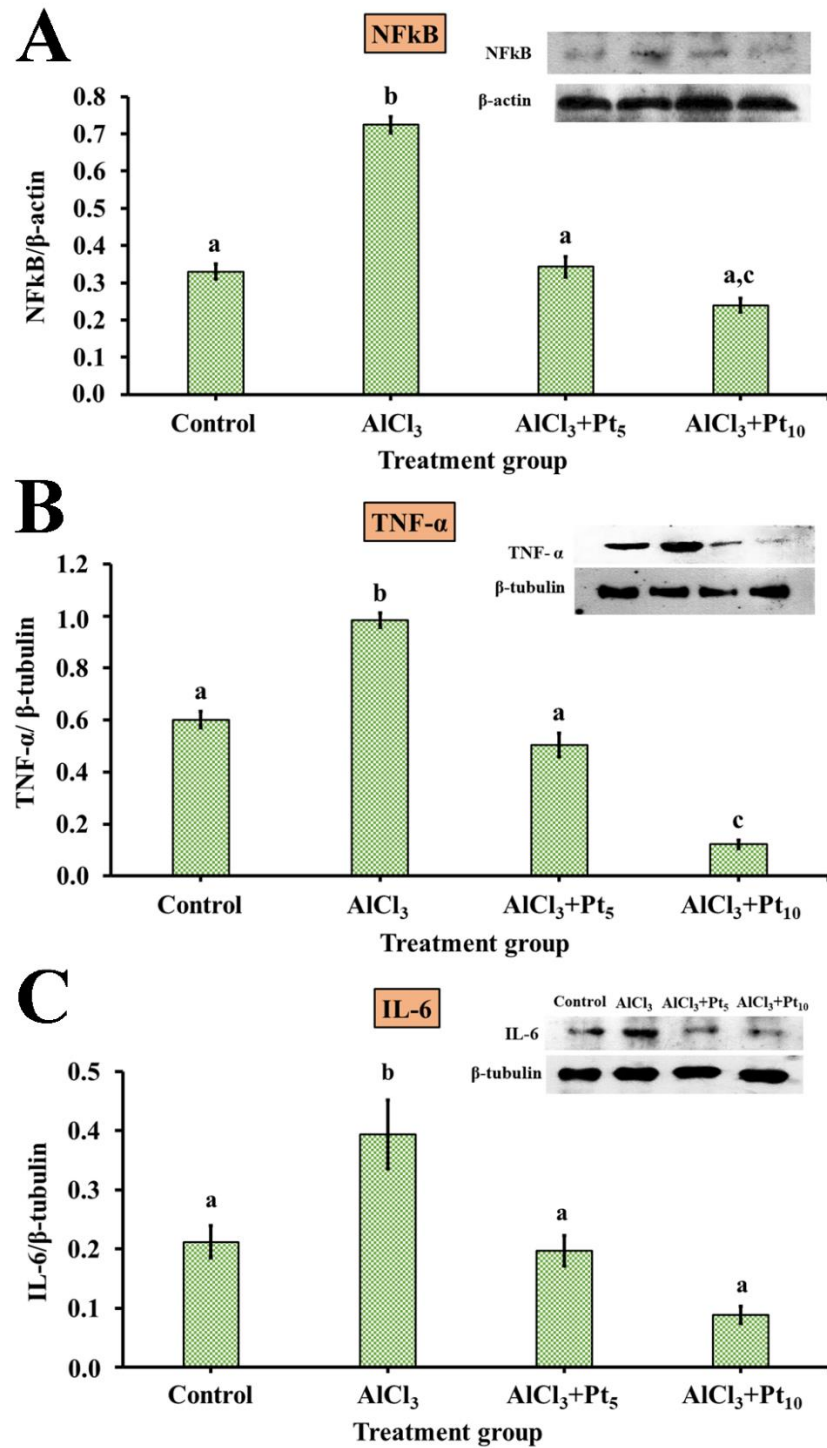 A
NFkB
NFkB
β-actin
NFkB/β-actin
0.8
0.7
0.6
0.5
0.4
0.3
0.2
0.1
0.0
a
b
a
a,c
Control
AlCl₃
AlCl₃+Pt₅
AlCl₃+Pt₁₀
Treatment group
B
TNF-α
TNF- α
β-tubulin
TNF-α/ β-tubulin
1.2
1.0
0.8
0.6
0.4
0.2
0.0
a
b
a
c
Control
AlCl₃
AlCl₃+Pt₅
AlCl₃+Pt₁₀
Treatment group
C
IL-6
Control AlCl₃ AlCl₃+Pt₅ AlCl₃+Pt₁₀
IL-6
β-tubulin
IL-6/β-tubulin
0.5
0.4
0.3
0.2
0.1
0.0
a
b
a
a
Control
AlCl₃
AlCl₃+Pt₅
AlCl₃+Pt₁₀
Treatment group